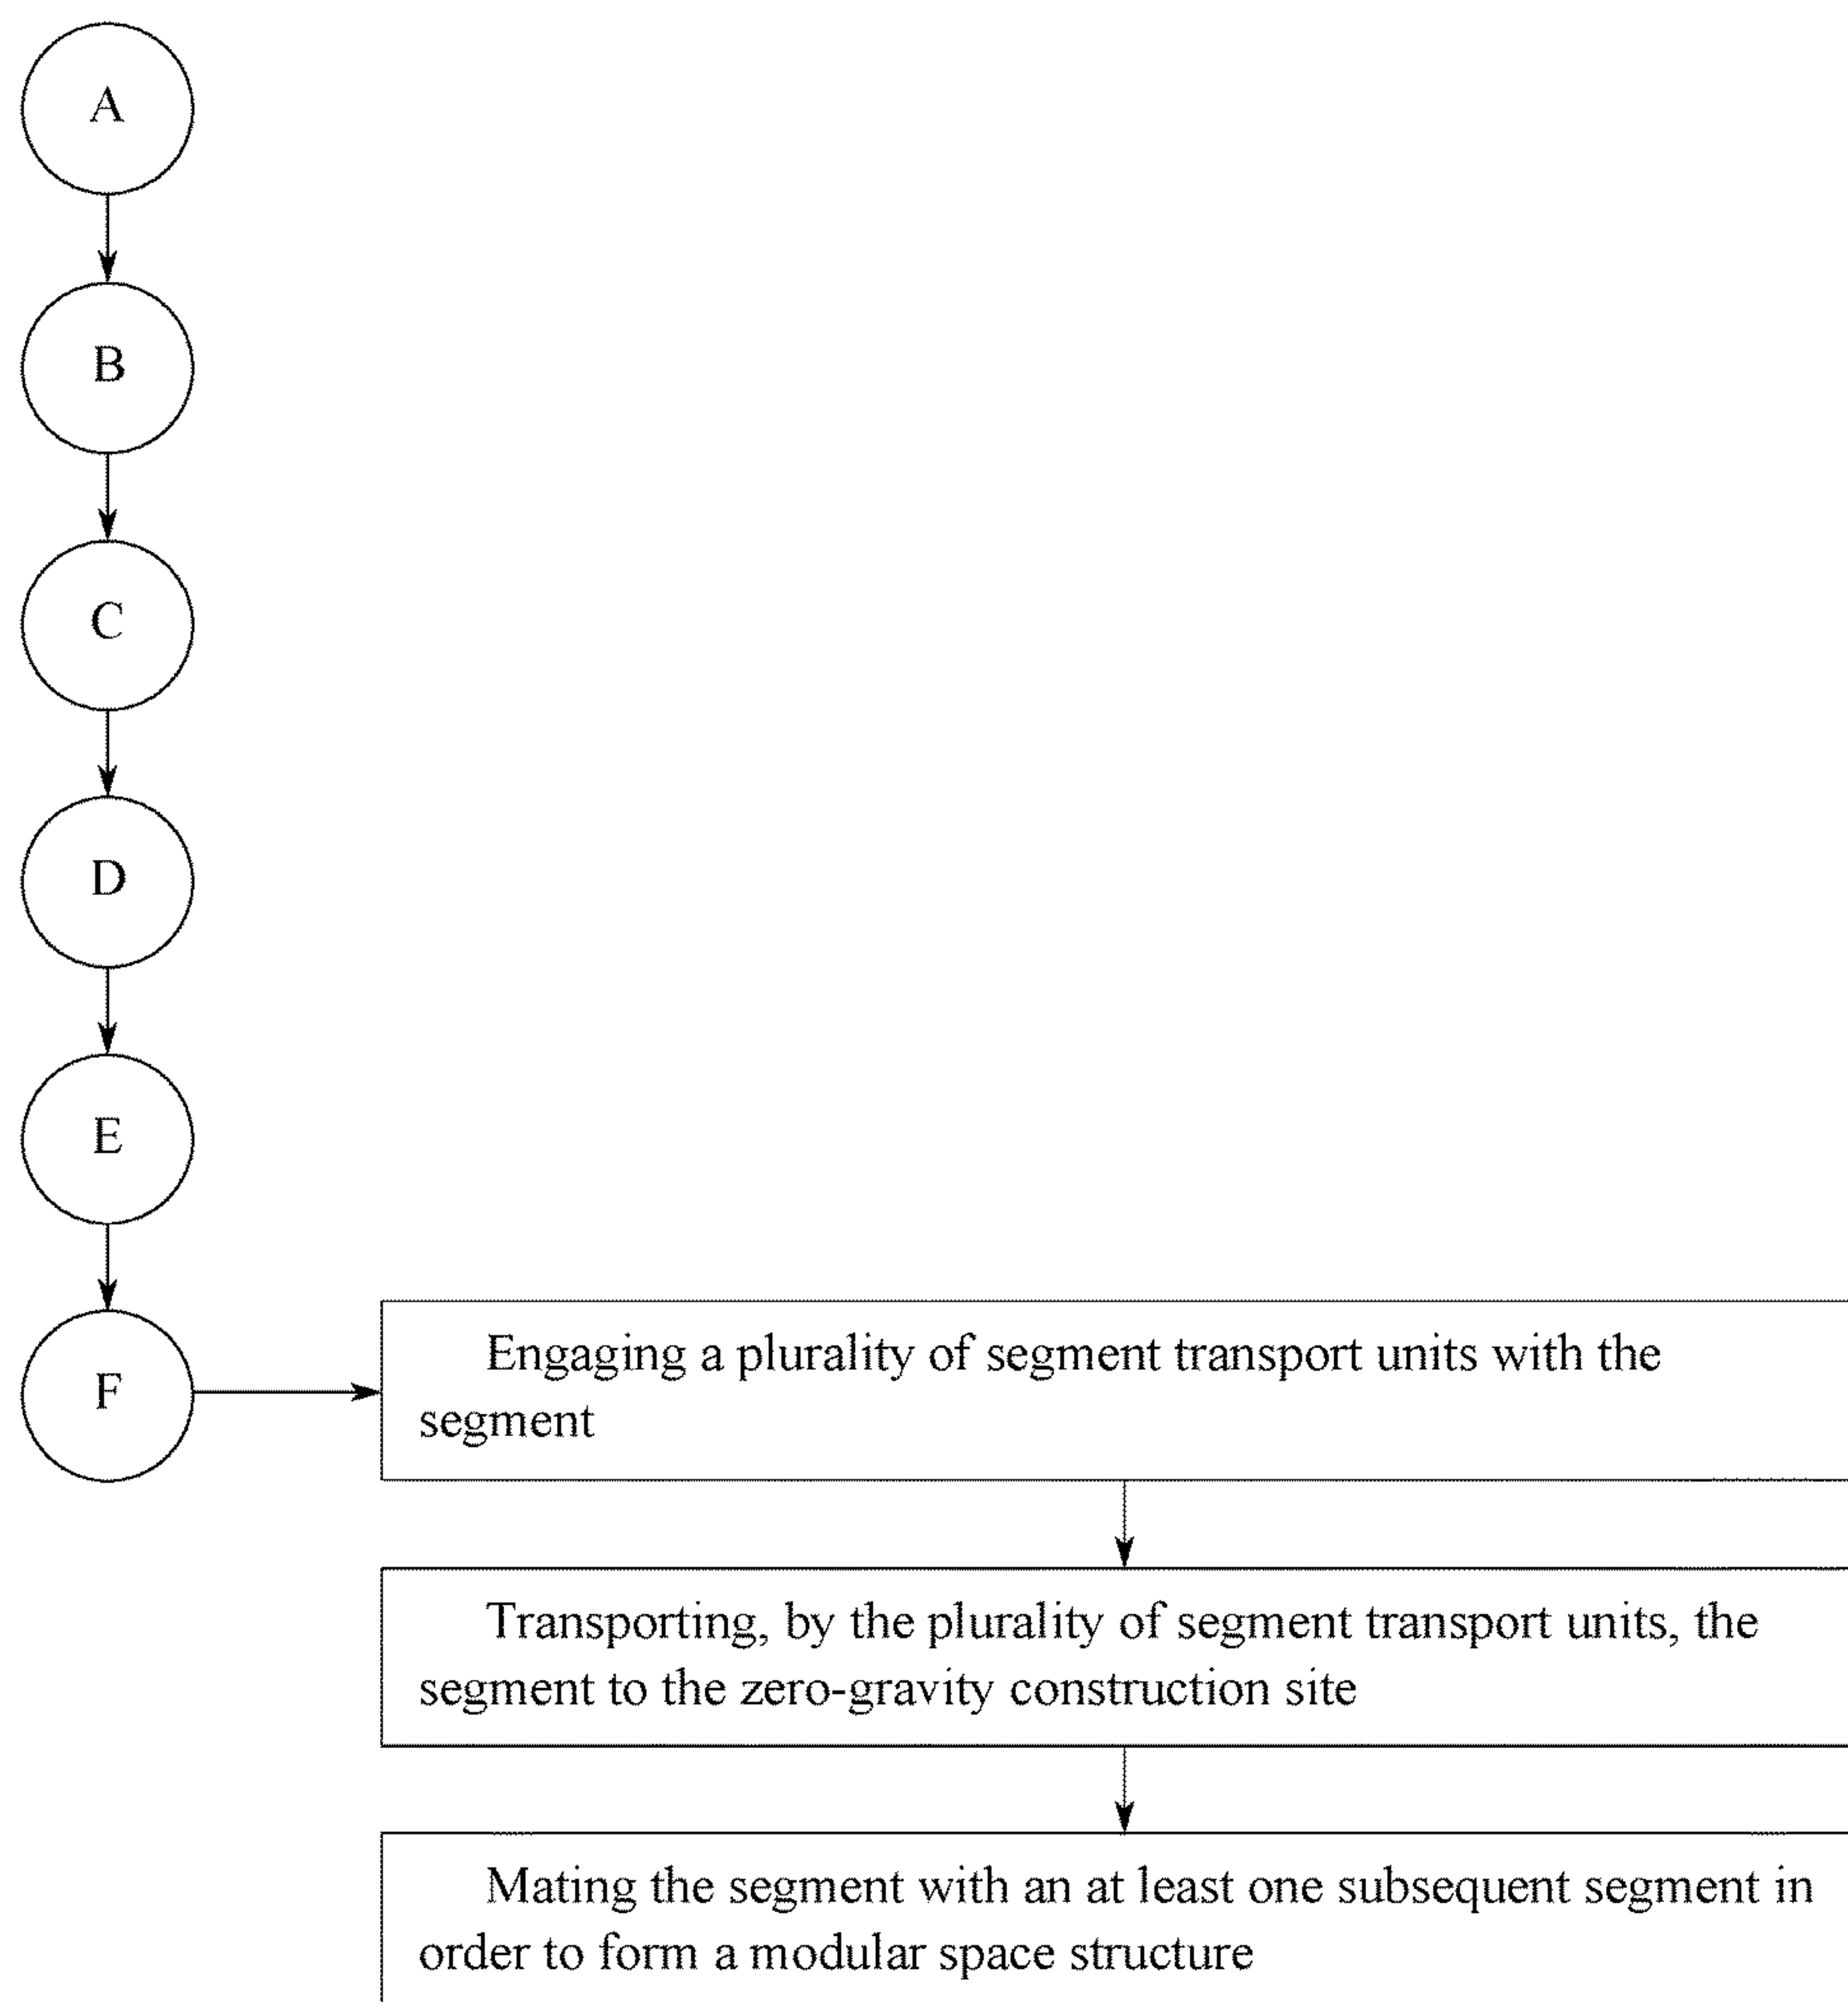 A
B
C
D
E
F
Engaging a plurality of segment transport units with the
segment
Transporting, by the plurality of segment transport units, the
segment to the zero-gravity construction site
Mating the segment with an at least one subsequent segment in
order to form a modular space structure